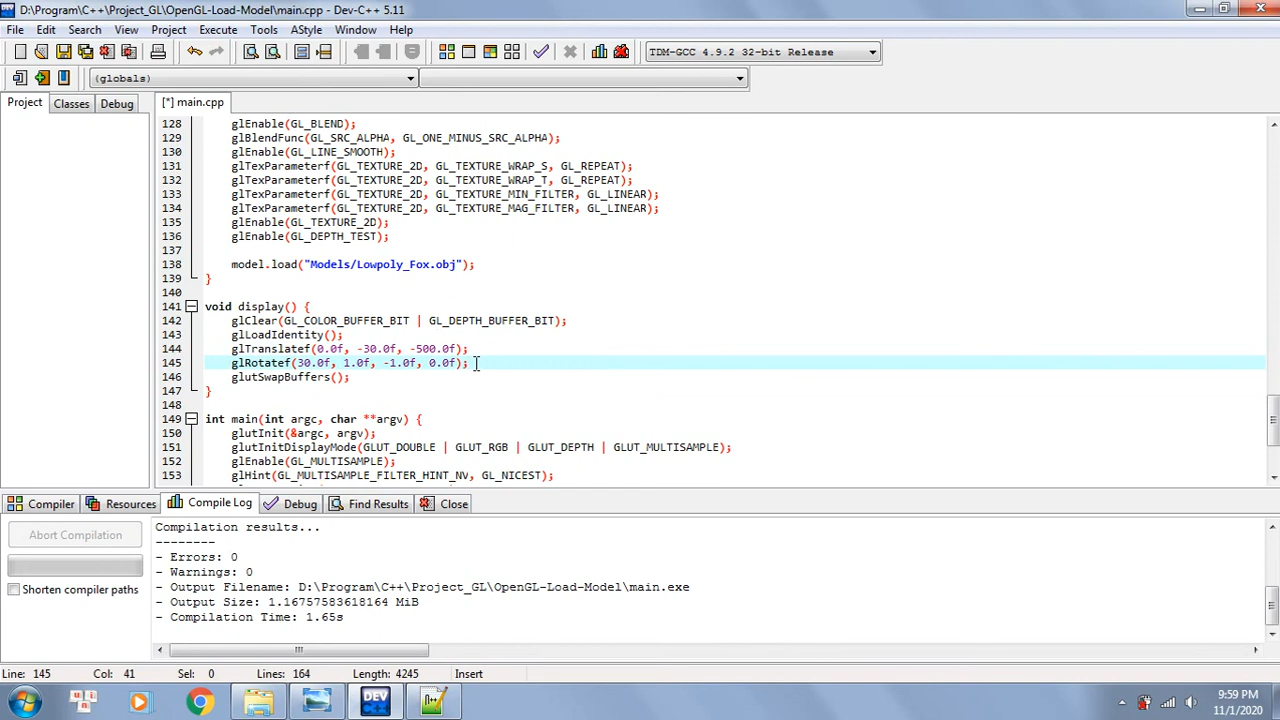 D:\Program\C++\Project_GL\OpenGL-Load-Model\main.cpp - Dev-C++ 5.11
File Edit Search View Project Execute Tools AStyle Window Help
TDM-GCC 4.9.2 32-bit Release
(globals)
Project Classes Debug [*] main.cpp
128 glEnable(GL_BLEND);
129 glBlendFunc(GL_SRC_ALPHA, GL_ONE_MINUS_SRC_ALPHA);
130 glEnable(GL_LINE_SMOOTH);
131 glTexParameterf(GL_TEXTURE_2D, GL_TEXTURE_WRAP_S, GL_REPEAT);
132 glTexParameterf(GL_TEXTURE_2D, GL_TEXTURE_WRAP_T, GL_REPEAT);
133 glTexParameterf(GL_TEXTURE_2D, GL_TEXTURE_MIN_FILTER, GL_LINEAR);
134 glTexParameterf(GL_TEXTURE_2D, GL_TEXTURE_MAG_FILTER, GL_LINEAR);
135 glEnable(GL_TEXTURE_2D);
136 glEnable(GL_DEPTH_TEST);
137
138 model.load("Models/Lowpoly_Fox.obj");
139 }
140
141 void display() {
142 glClear(GL_COLOR_BUFFER_BIT | GL_DEPTH_BUFFER_BIT);
143 glLoadIdentity();
144 glTranslatef(0.0f, -30.0f, -500.0f);
145 glRotatef(30.0f, 1.0f, -1.0f, 0.0f);
146 glutSwapBuffers();
147 }
148
149 int main(int argc, char **argv) {
150 glutInit(&argc, argv);
151 glutInitDisplayMode(GLUT_DOUBLE | GLUT_RGB | GLUT_DEPTH | GLUT_MULTISAMPLE);
152 glEnable(GL_MULTISAMPLE);
153 glHint(GL_MULTISAMPLE_FILTER_HINT_NV, GL_NICEST);
Compiler Resources Compile Log Debug Find Results Close
Abort Compilation
Shorten compiler paths
Compilation results...
--------
- Errors: 0
- Warnings: 0
- Output Filename: D:\Program\C++\Project_GL\OpenGL-Load-Model\main.exe
- Output Size: 1.16757583618164 MiB
- Compilation Time: 1.65s
Line: 145 Col: 41 Sel: 0 Lines: 164 Length: 4245 Insert
DEV
9:59 PM
11/1/2020